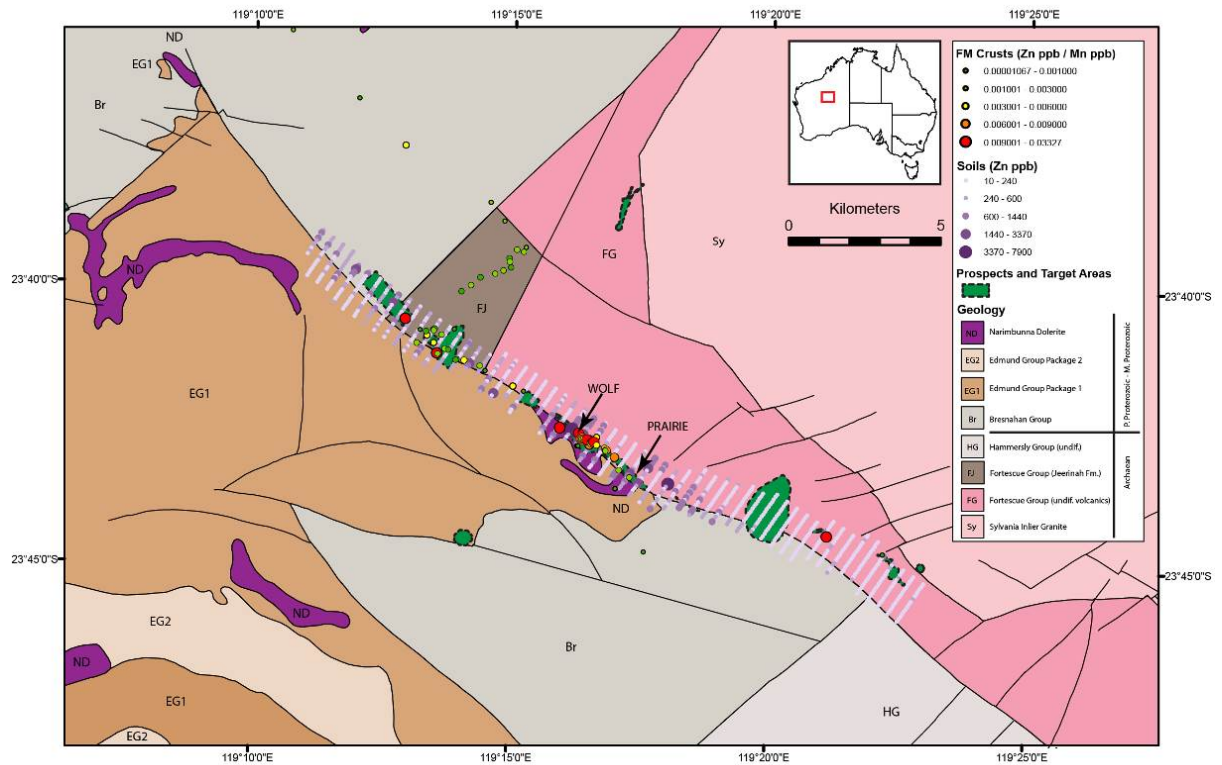 119°10'0"E
119°15'0"E
119°20'0"E
119°25'0"E
ND
EG1
Br
ND
EG1
FJ
FG
Sy
WOLF
PRAIRIE
ND
ND
EG2
ND
EG1
EG2
Br
HG
23°40'0"S
23°40'0"S
23°45'0"S
23°45'0"S
Kilometers
0
5
FM Crusts (Zn ppb / Mn ppb)
0.00001067 - 0.001000
0.001001 - 0.003000
0.003001 - 0.006000
0.006001 - 0.009000
0.009001 - 0.03327
Soils (Zn ppb)
10 - 240
240 - 600
600 - 1440
1440 - 3370
3370 - 7900
Prospects and Target Areas
Geology
ND Narimbunna Dolerite
EG2 Edmund Group Package 2
EG1 Edmund Group Package 1
Br Bresnahan Group
HG Hammersly Group (undif.)
FJ Fortescue Group (Jeerinah Fm.)
FG Fortescue Group (undif. volcanics)
Sy Sylvania Inlier Granite
P. Proterozoic - M. Proterozoic
Archaean
119°10'0"E
119°15'0"E
119°20'0"E
119°25'0"E